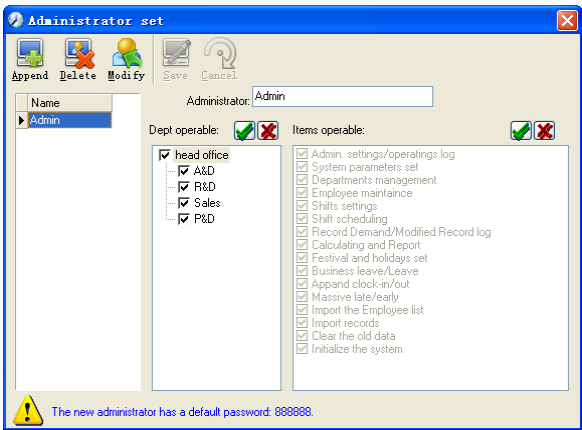 Administrator set
Append Delete Modify Save Cancel
Name
Admin
Administrator: Admin
Dept operable:
head office
A&D
R&D
Sales
P&D
Items operable:
Admin. settings/operatings log
System parameters set
Departments management
Employee maintaince
Shifts settings
Shift scheduling
Record Demand/Modified Record log
Calculating and Report
Festival and holidays set
Business leave/Leave
Appand clock-in/out
Massive late/early
Import the Employee list
Import records
Clear the old data
Initialize the system
The new administrator has a default password: 888888.